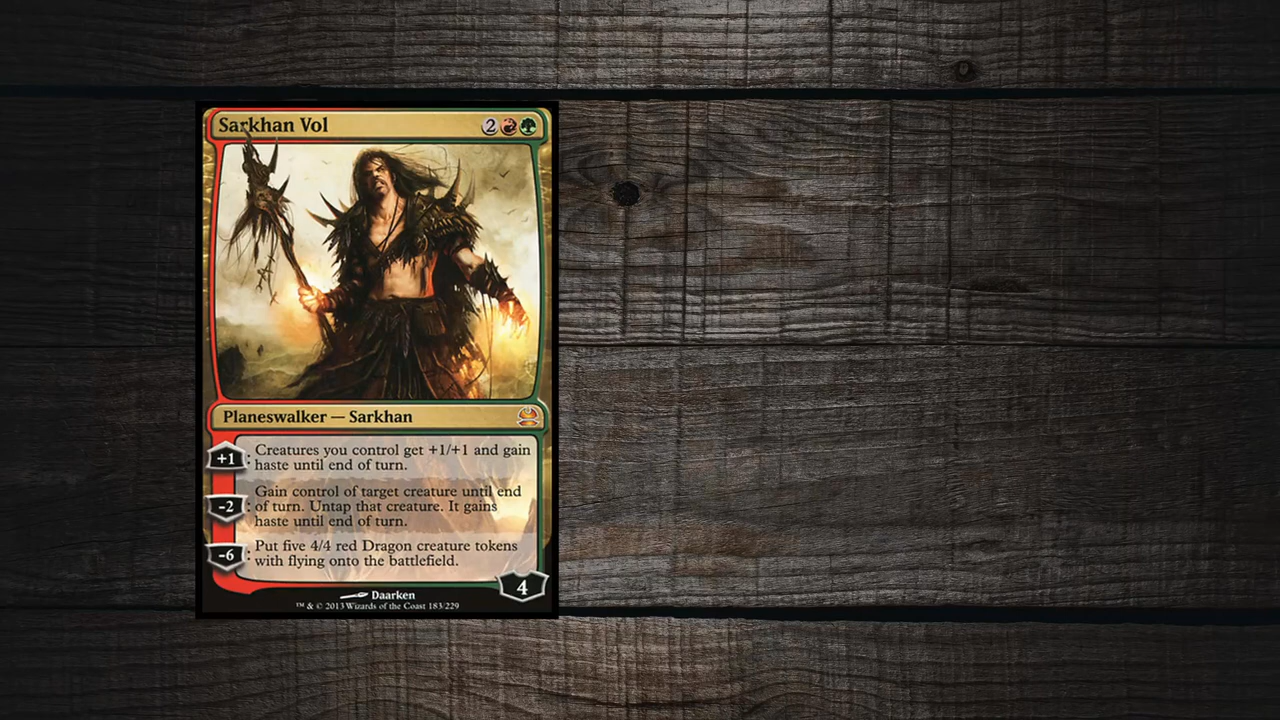 Sarkhan Vol 2
Planeswalker — Sarkhan
+1: Creatures you control get +1/+1 and gain
haste until end of turn.
-2: Gain control of target creature until end
of turn. Untap that creature. It gains
haste until end of turn.
-6: Put five 4/4 red Dragon creature tokens
with flying onto the battlefield.
4
Daarken
™ & © 2013 Wizards of the Coast 183/229